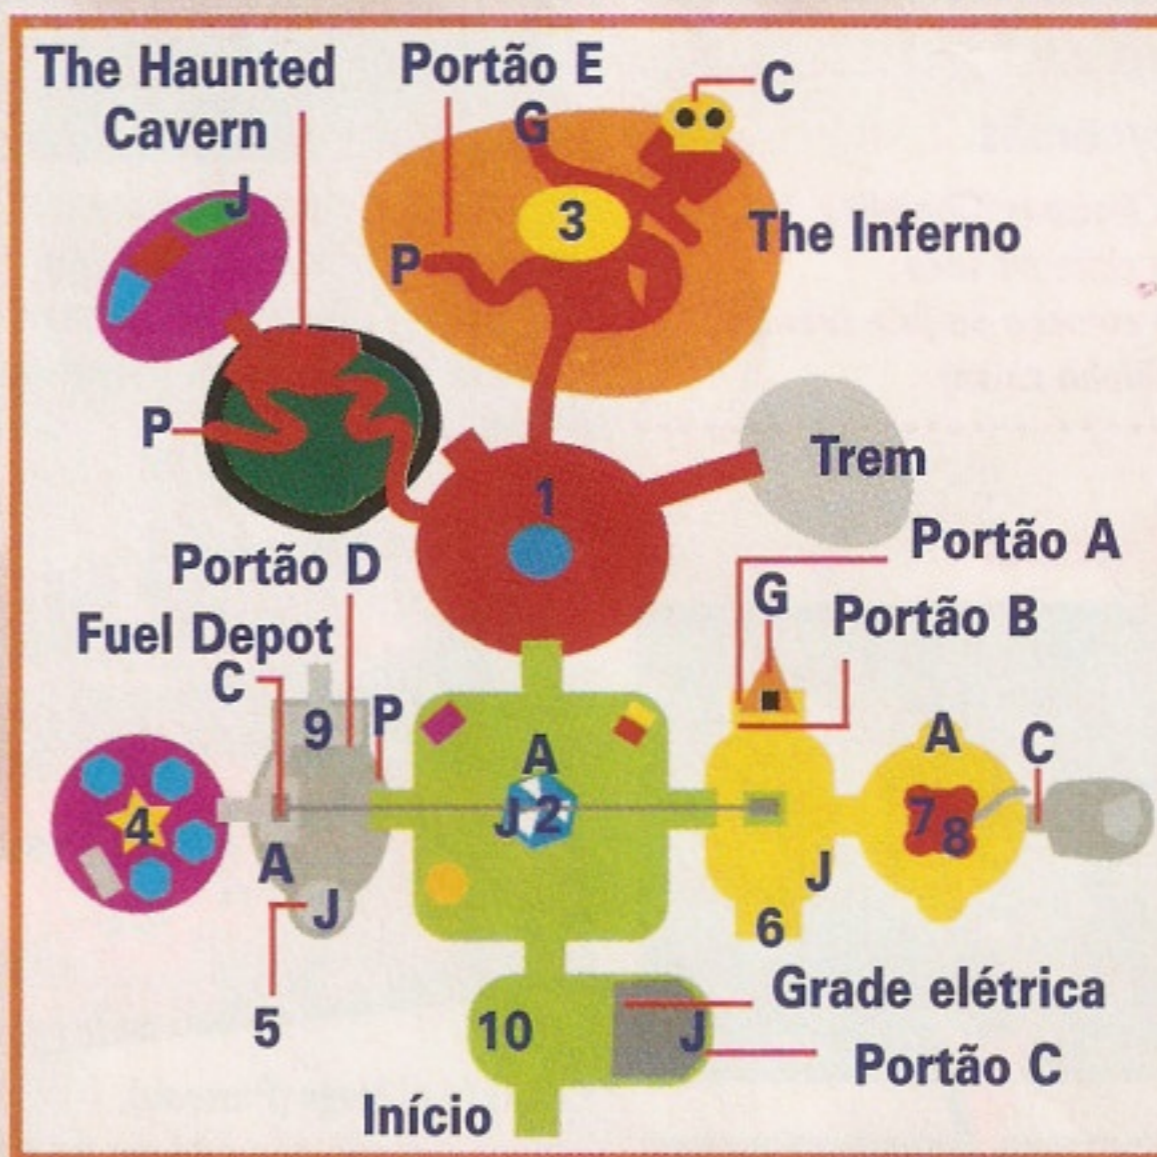 The Haunted
Cavern
Portão E
G
C
J
3
P
The Inferno
P
1
Trem
Portão D
Portão A
Fuel Depot
G
Portão B
C
9
P
A
A
C
4
J 2
7
8
A
J
J
6
5
10
Grade elétrica
J
Portão C
Início